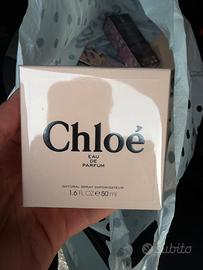 Chloé
EAU
DE
PARFUM
NATURAL SPRAY VAPORISATEUR
1.6 FL.OZ e 50 ml
subito